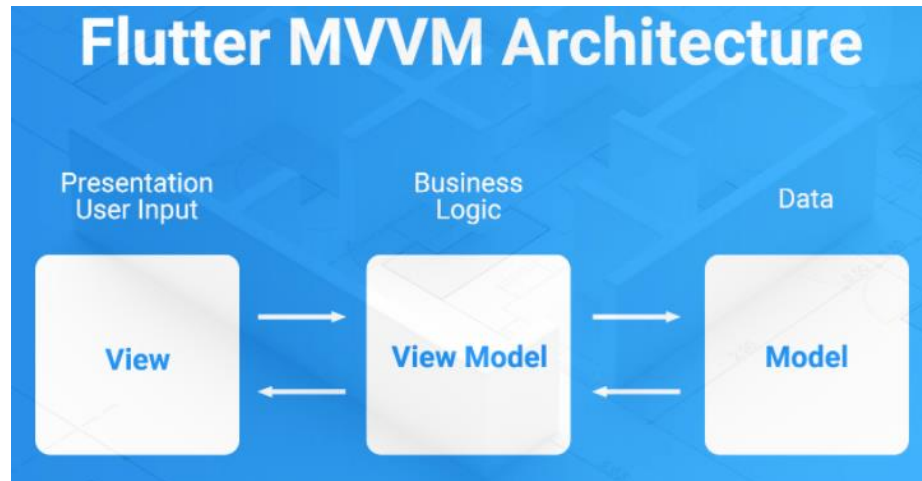 Flutter MVVM Architecture
Presentation
User Input
Business
Logic
Data
View
View Model
Model